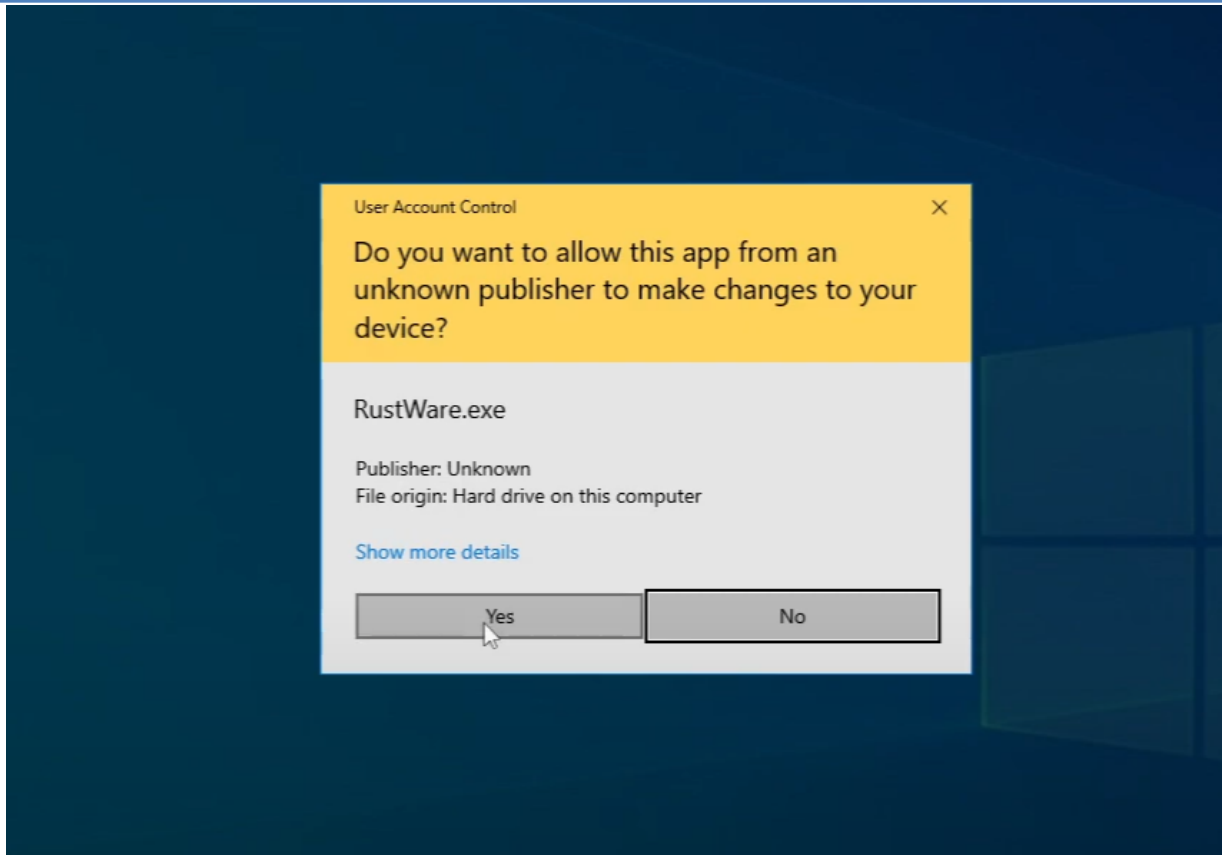 User Account Control
Do you want to allow this app from an
unknown publisher to make changes to your
device?
RustWare.exe
Publisher: Unknown
File origin: Hard drive on this computer
Show more details
Yes
No